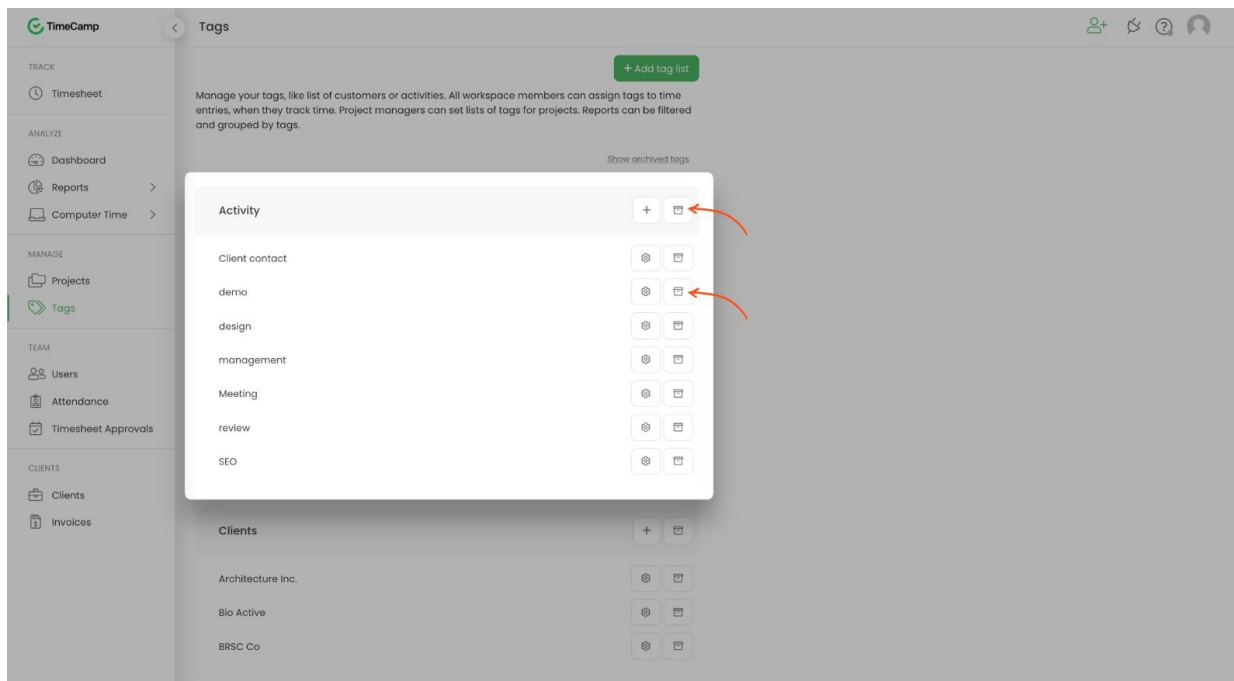 TimeCamp
Tags
TRACK
Timesheet
ANALYZE
Dashboard
Reports
Computer Time
MANAGE
Projects
Tags
TEAM
Users
Attendance
Timesheet Approvals
CLIENTS
Clients
Invoices
+ Add tag list
Manage your tags, like list of customers or activities. All workspace members can assign tags to time
entries, when they track time. Project managers can set lists of tags for projects. Reports can be filtered
and grouped by tags.
Show archived tags
Activity
Client contact
demo
design
management
Meeting
review
SEO
Clients
Architecture Inc.
Bio Active
BRSC Co